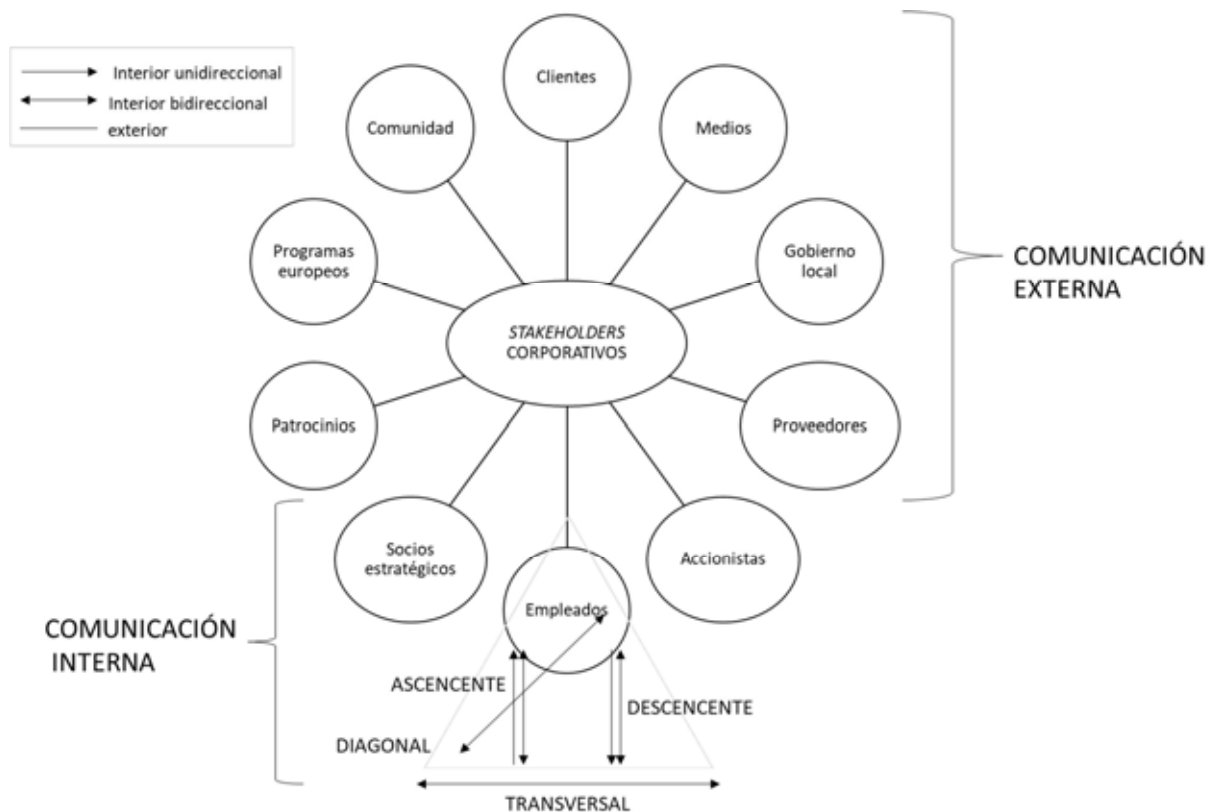 Interior unidireccional
Interior bidireccional
exterior
Clientes
Comunidad
Medios
Programas
europeos
Gobierno
local
COMUNICACIÓN
EXTERNA
STAKEHOLDERS
CORPORATIVOS
Patrocinios
Proveedores
Socios
estratégicos
Accionistas
Empleados
COMUNICACIÓN
INTERNA
ASCENCENTE
DESCENCENTE
DIAGONAL
TRANSVERSAL